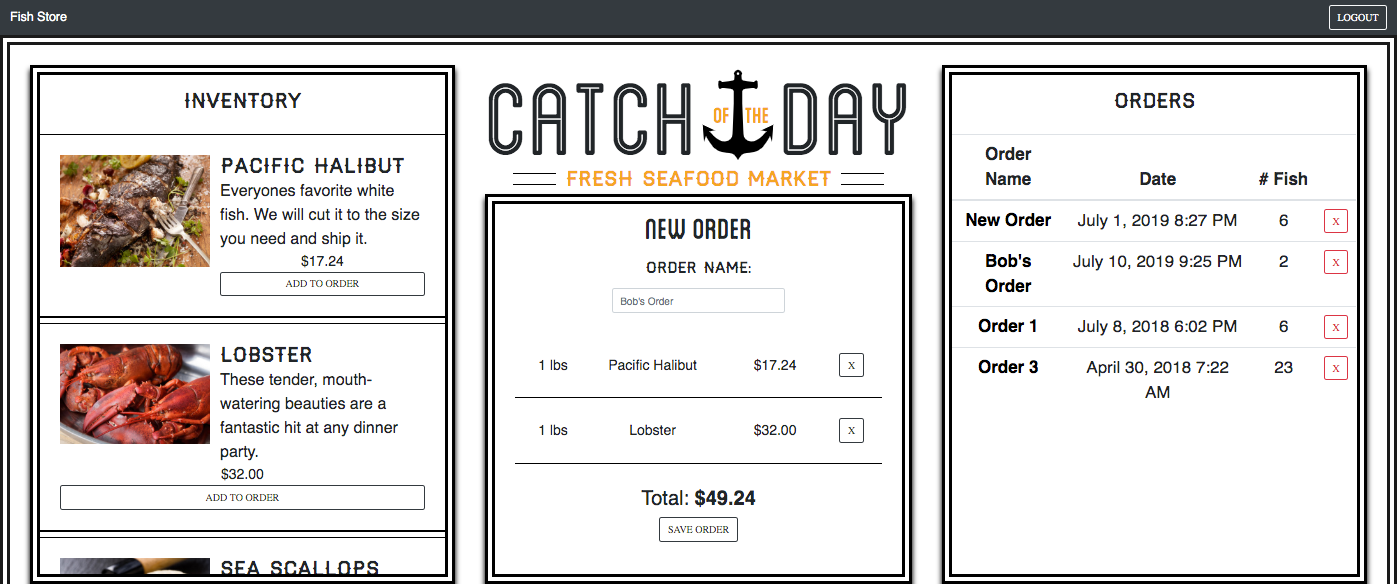 Fish Store
LOGOUT
INVENTORY
PACIFIC HALIBUT
Everyones favorite white
fish. We will cut it to the size
you need and ship it.
$17.24
ADD TO ORDER
LOBSTER
These tender, mouth-
watering beauties are a
fantastic hit at any dinner
party.
$32.00
ADD TO ORDER
SEA SCALLOPS
CATCH OF THE DAY
FRESH SEAFOOD MARKET
NEW ORDER
ORDER NAME:
Bob's Order
1 lbs Pacific Halibut $17.24 X
1 lbs Lobster $32.00 X
Total: $49.24
SAVE ORDER
ORDERS
Order
Name Date # Fish
New Order July 1, 2019 8:27 PM 6 X
Bob's July 10, 2019 9:25 PM 2 X
Order
Order 1 July 8, 2018 6:02 PM 6 X
Order 3 April 30, 2018 7:22 23 X
AM